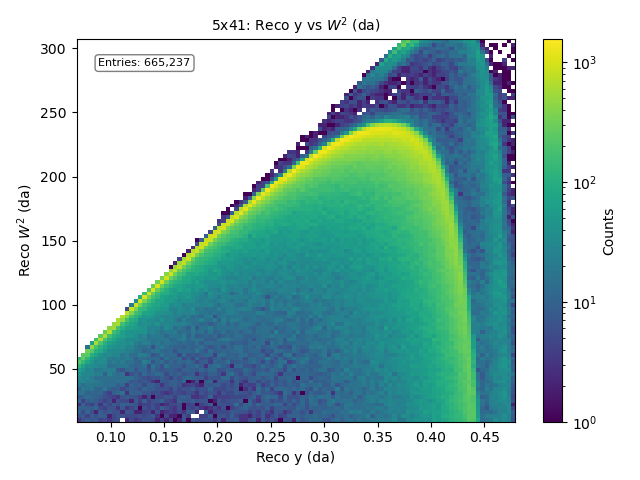 5x41: Reco y vs $W^2$ (da)
Entries: 665,237
Reco $W^2$ (da)
300
250
200
150
100
50
0.10 0.15 0.20 0.25 0.30 0.35 0.40 0.45
Reco y (da)
10³
10²
10¹
10⁰
Counts